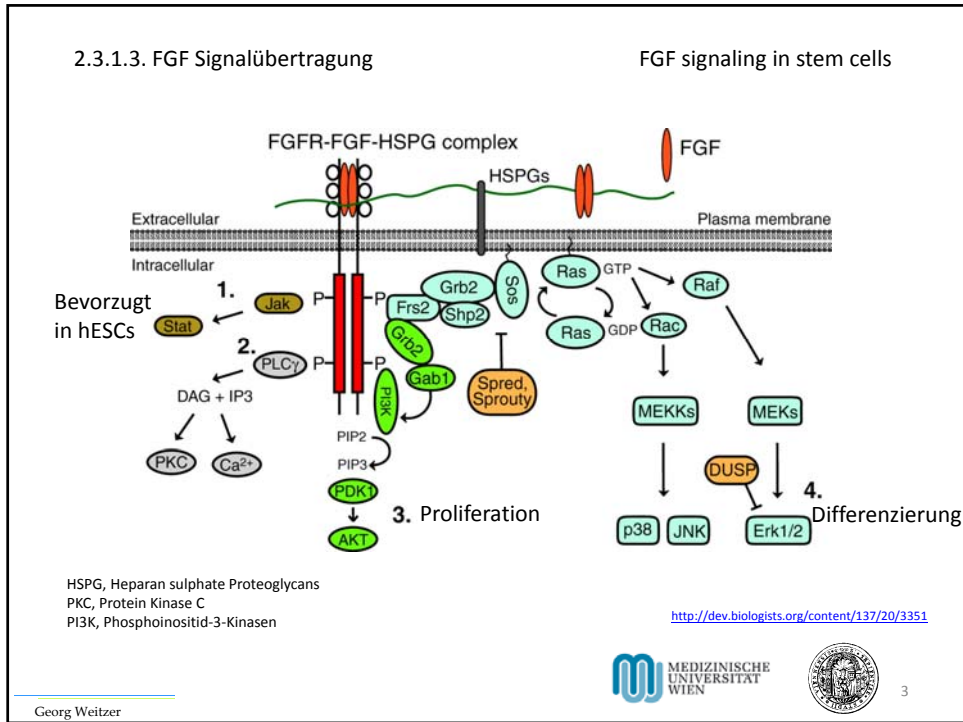 2.3.1.3. FGF Signalübertragung
FGF signaling in stem cells
FGFR-FGF-HSPG complex
FGF
HSPGs
Extracellular
Plasma membrane
Intracellular
Bevorzugt
in hESCs
1.
Jak
Stat
P
P
2.
PLCγ
DAG + IP3
PKC
Ca2+
P
P
Frs2
Grb2
Shp2
Sos
Grb2
Gab1
PI3K
PIP2
PIP3
PDK1
AKT
3. Proliferation
Spred,
Sprouty
Ras
GTP
Ras
GDP
Raf
Rac
MEKKs
MEKs
DUSP
4.
Differenzierung
p38
JNK
Erk1/2
HSPG, Heparan sulphate Proteoglycans
PKC, Protein Kinase C
PI3K, Phosphoinositid-3-Kinasen
http://dev.biologists.org/content/137/20/3351
MEDIZINISCHE
UNIVERSITÄT
WIEN
3
Georg Weitzer